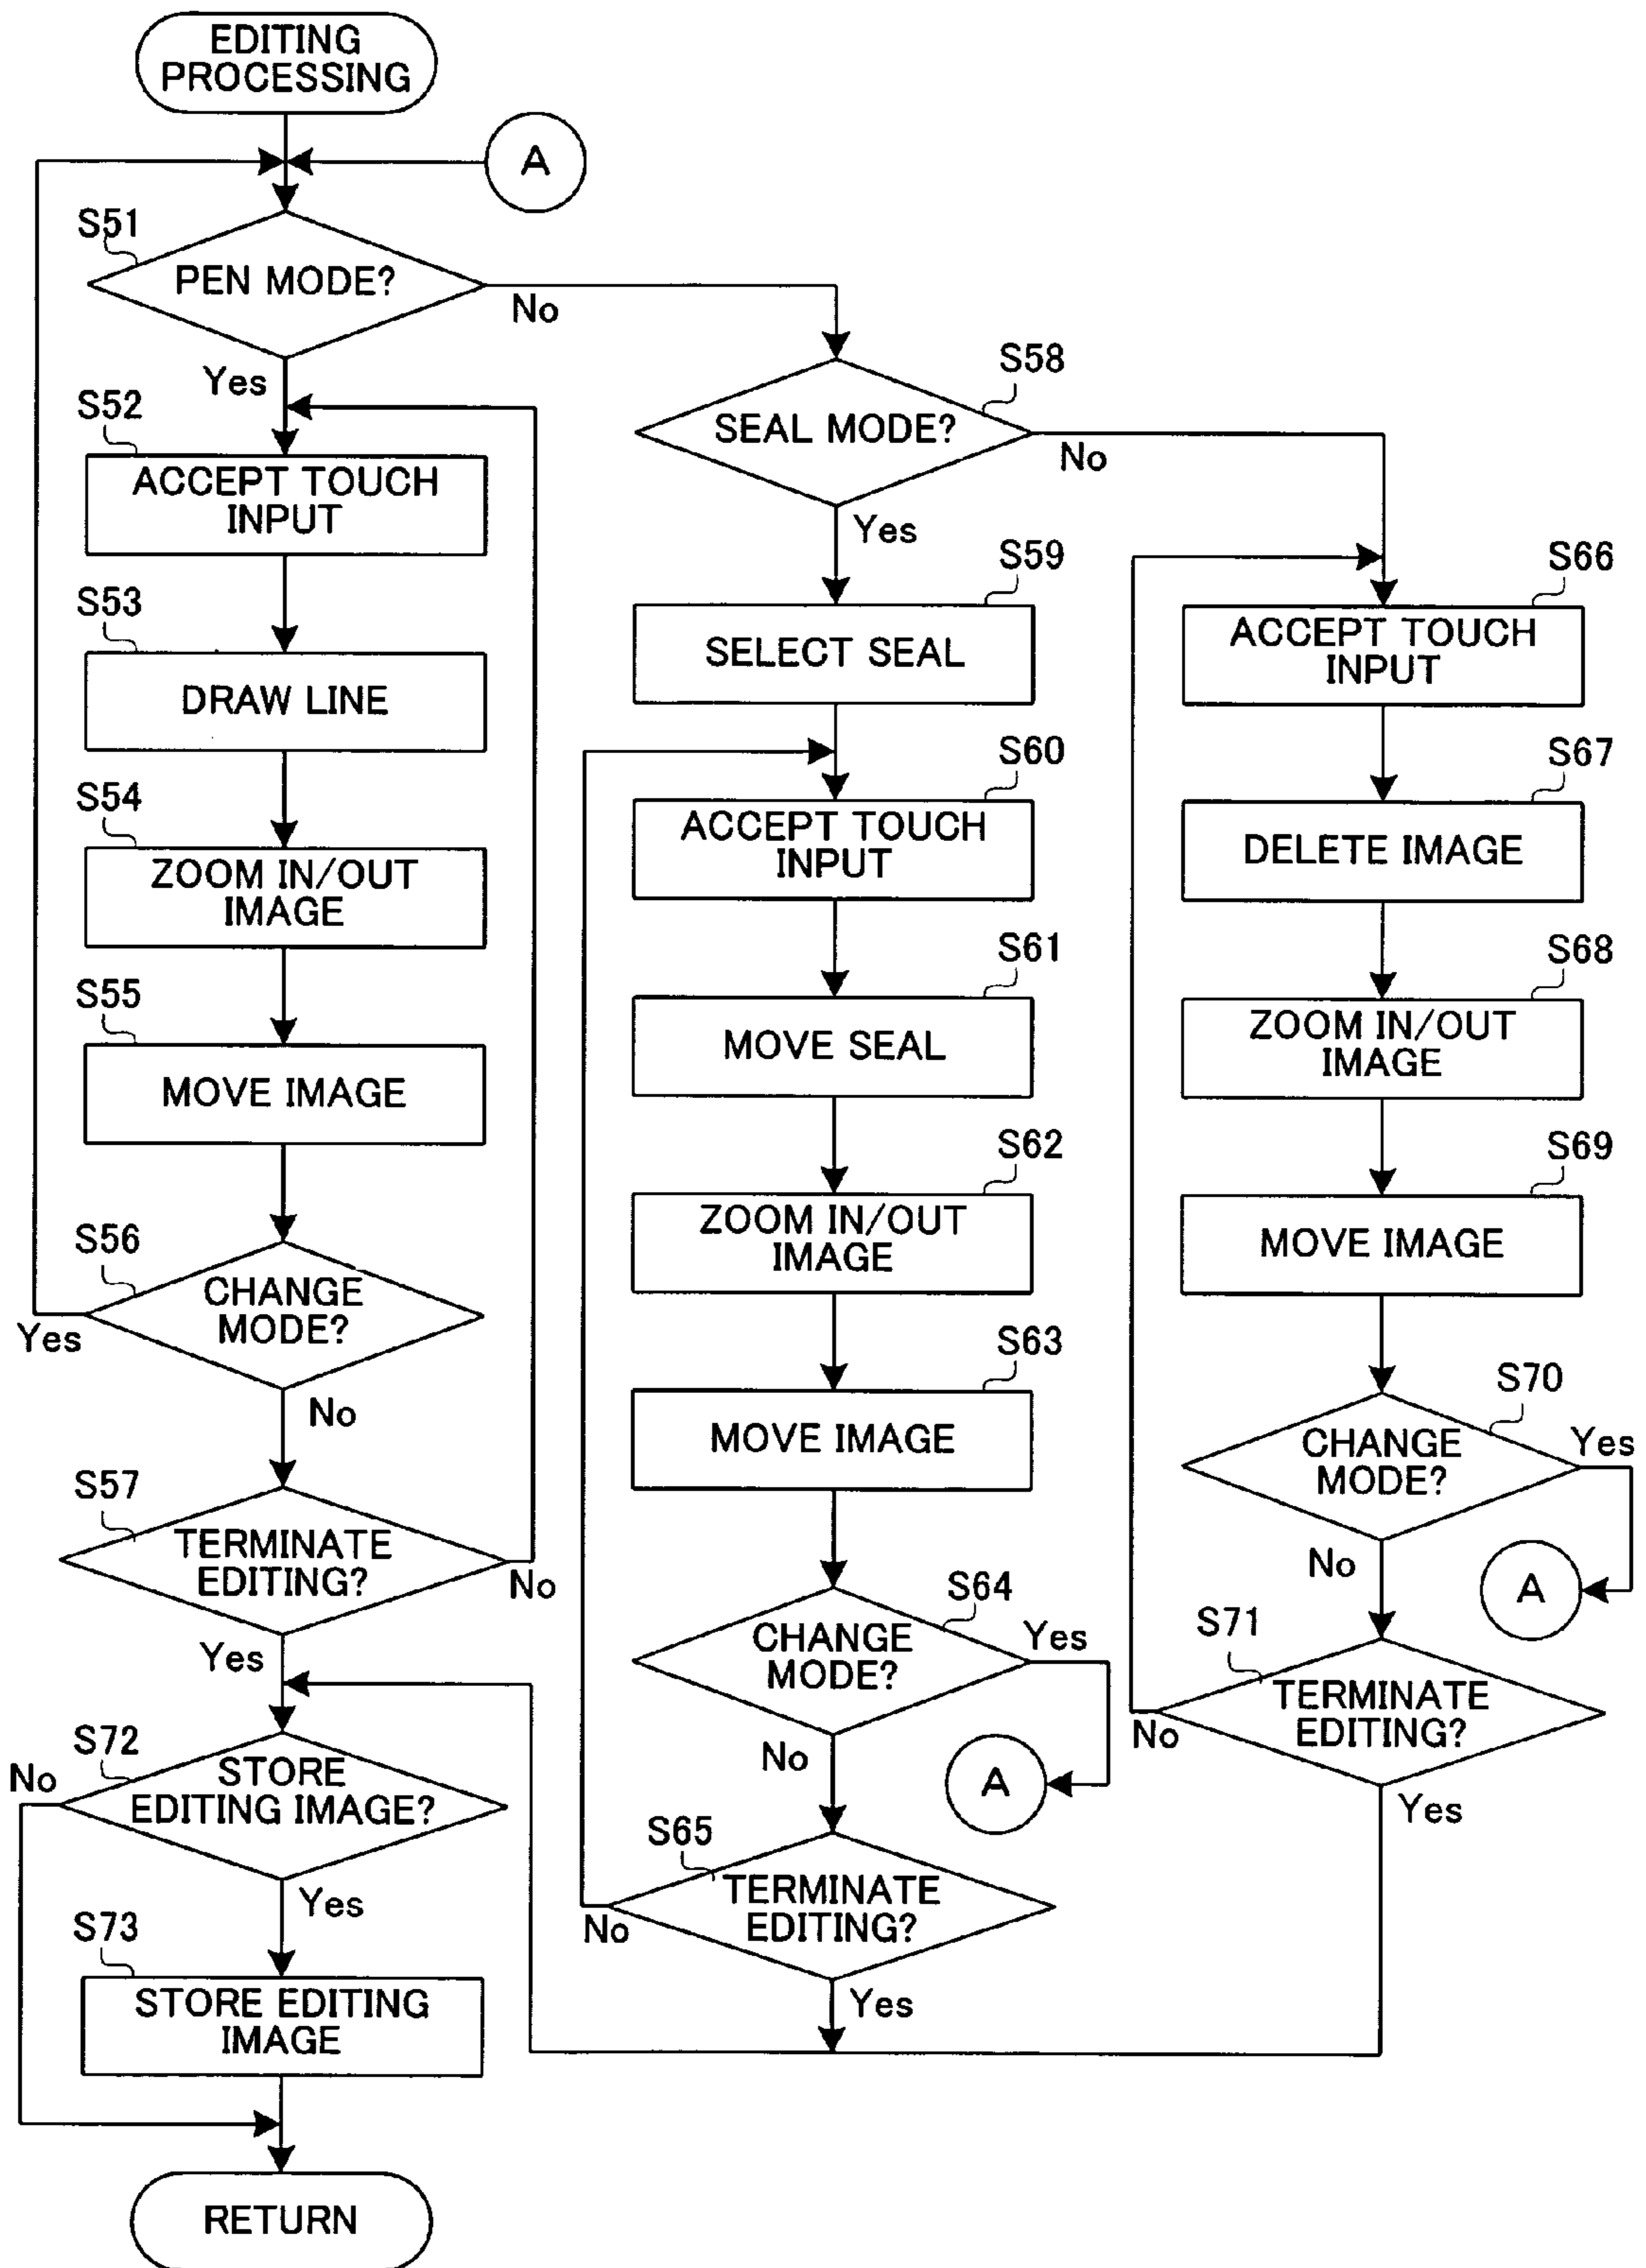 EDITING
PROCESSING
A
S51
PEN MODE?
No
Yes
S52
ACCEPT TOUCH
INPUT
S53
DRAW LINE
S54
ZOOM IN/OUT
IMAGE
S55
MOVE IMAGE
S56
CHANGE
MODE?
Yes
No
S57
TERMINATE
EDITING?
No
Yes
S72
STORE
EDITING IMAGE?
No
Yes
S73
STORE EDITING
IMAGE
RETURN
S58
SEAL MODE?
No
Yes
S59
SELECT SEAL
S60
ACCEPT TOUCH
INPUT
S61
MOVE SEAL
S62
ZOOM IN/OUT
IMAGE
S63
MOVE IMAGE
S64
CHANGE
MODE?
Yes
No
A
S65
TERMINATE
EDITING?
No
Yes
S66
ACCEPT TOUCH
INPUT
S67
DELETE IMAGE
S68
ZOOM IN/OUT
IMAGE
S69
MOVE IMAGE
S70
CHANGE
MODE?
Yes
No
A
S71
TERMINATE
EDITING?
No
Yes